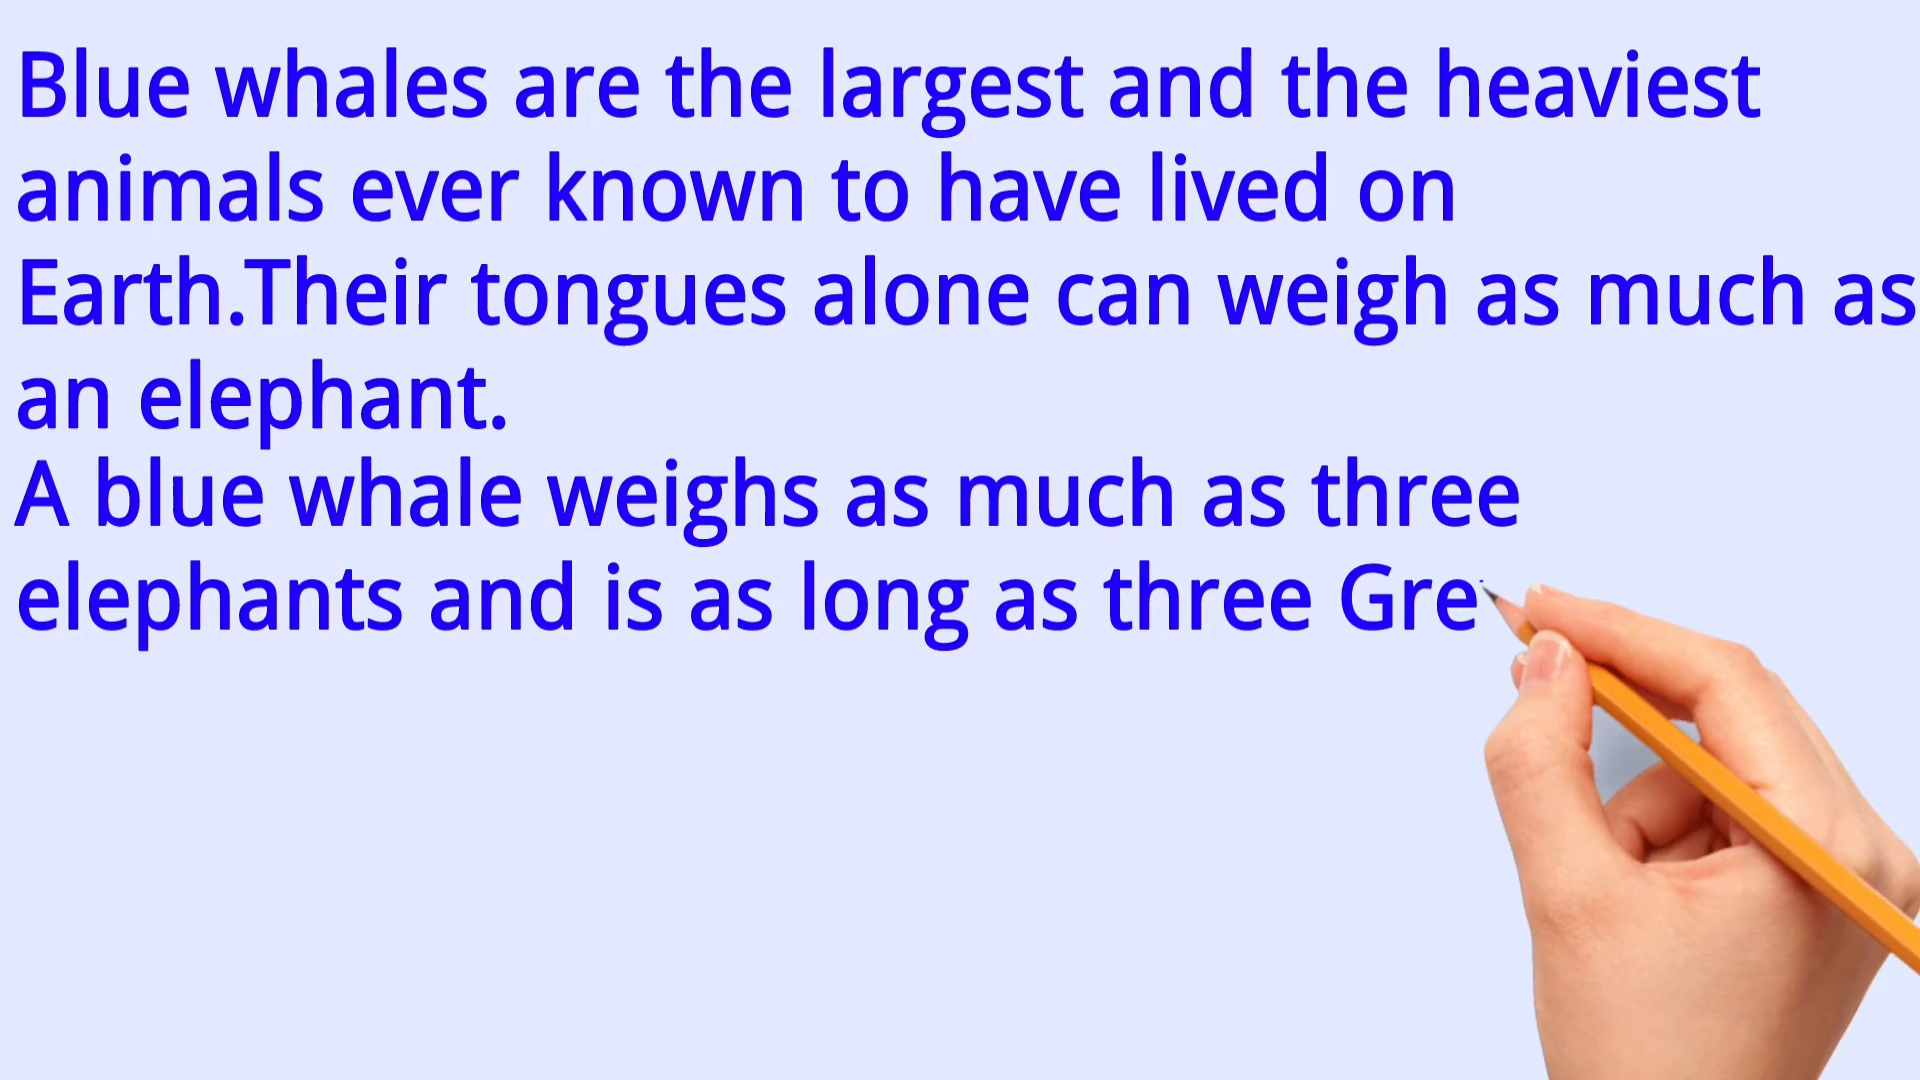 Blue whales are the largest and the heaviest
animals ever known to have lived on
Earth.Their tongues alone can weigh as much as
an elephant.
A blue whale weighs as much as three
elephants and is as long as three Gre